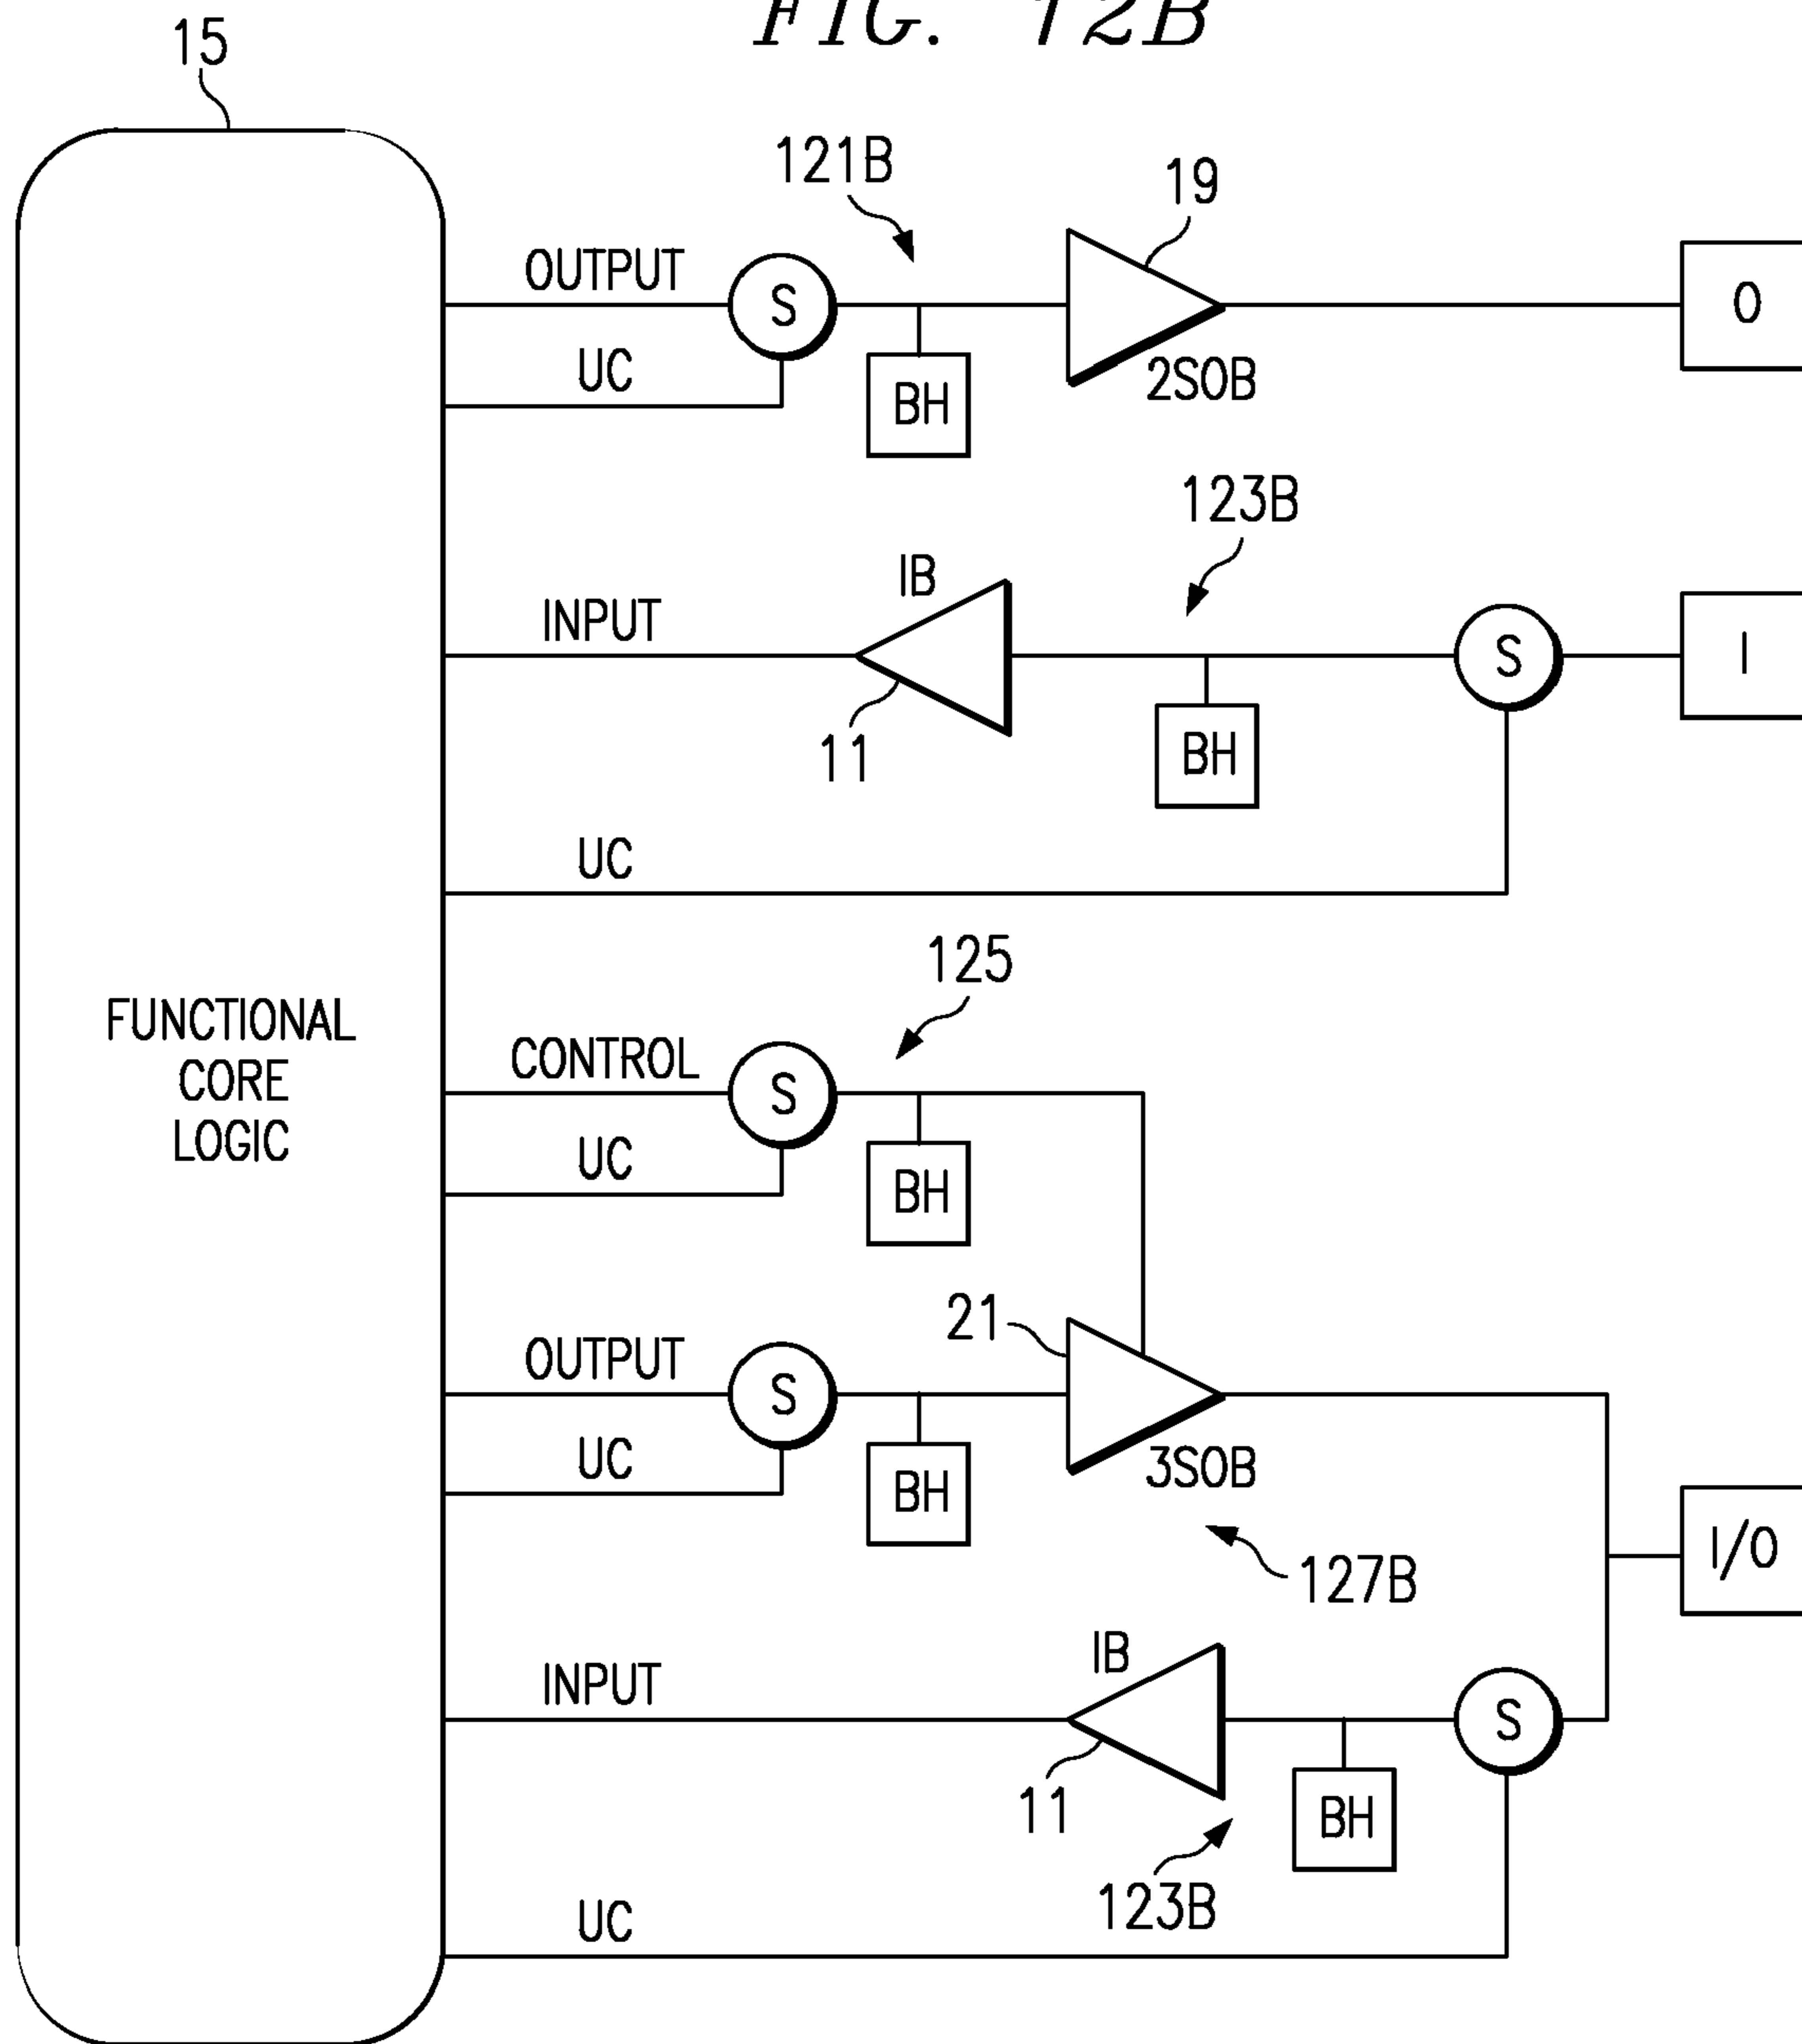 FIG. 12B
15
121B
19
OUTPUT
S
O
UC
BH
2SOB
123B
IB
INPUT
S
I
11
BH
UC
125
FUNCTIONAL
CORE
LOGIC
CONTROL
S
UC
BH
21
OUTPUT
S
UC
BH
3SOB
I/O
127B
IB
INPUT
S
11
BH
123B
UC